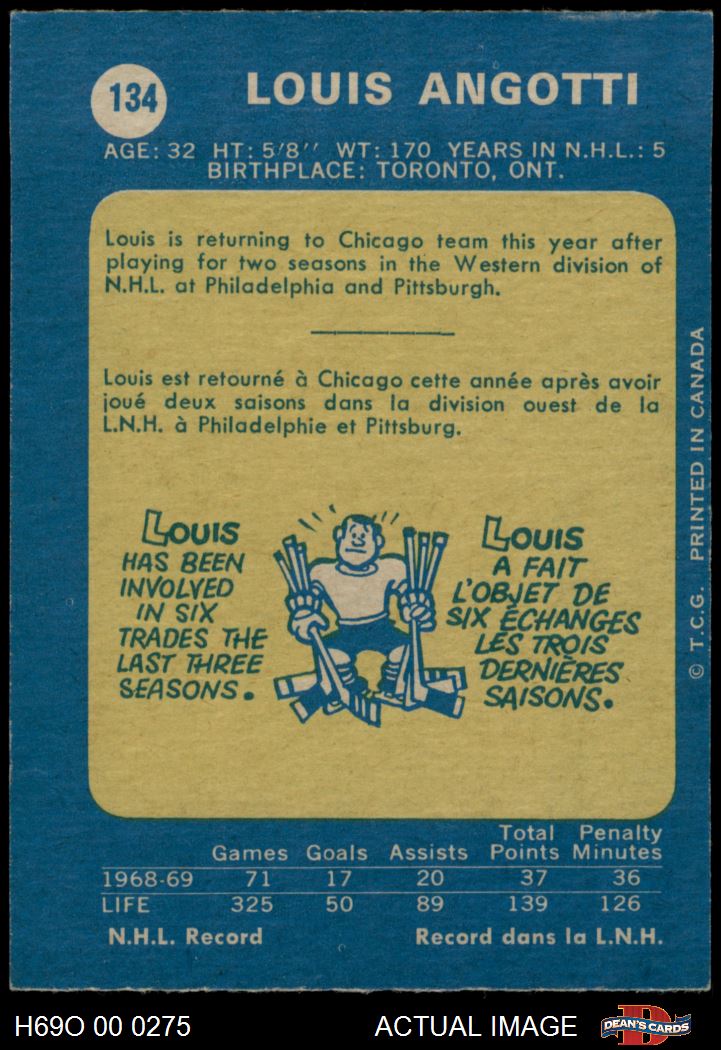 134
LOUIS ANGOTTI
AGE: 32 HT: 5'8'' WT: 170 YEARS IN N.H.L.: 5
BIRTHPLACE: TORONTO, ONT.
Louis is returning to Chicago team this year after
playing for two seasons in the Western division of
N.H.L. at Philadelphia and Pittsburgh.
Louis est retourné à Chicago cette année après avoir
joué deux saisons dans la division ouest de la
L.N.H. à Philadelphie et Pittsburg.
LOUIS
HAS BEEN
INVOLVED
IN SIX
TRADES THE
LAST THREE
SEASONS.
LOUIS
A FAIT
L'OBJET DE
SIX ÉCHANGES
LES TROIS
DERNIÈRES
SAISONS.
© T.C.G. PRINTED IN CANADA
Games Goals Assists Total Points Penalty Minutes
1968-69 71 17 20 37 36
LIFE 325 50 89 139 126
N.H.L. Record Record dans la L.N.H.
H69O 00 0275 ACTUAL IMAGE D DEAN'S CARDS